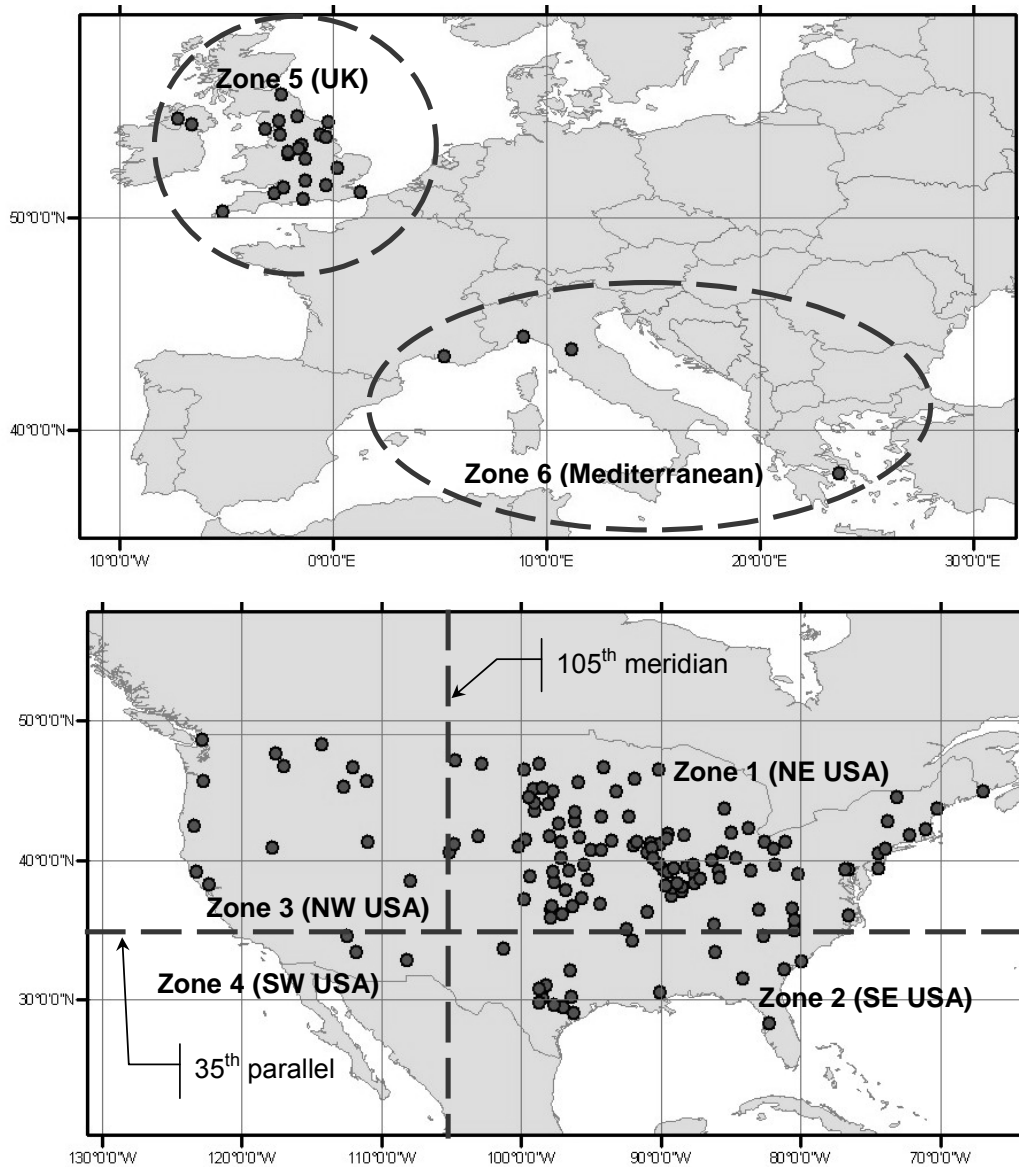 Zone 5 (UK)
50°0'0"N
40°0'0"N
Zone 6 (Mediterranean)
10°0'0"W 0°0'0"E 10°0'0"E 20°0'0"E 30°0'0"E
105th meridian
50°0'0"N
Zone 1 (NE USA)
40°0'0"N
Zone 3 (NW USA)
Zone 4 (SW USA)
30°0'0"N
Zone 2 (SE USA)
35th parallel
130°0'0"W 120°0'0"W 110°0'0"W 100°0'0"W 90°0'0"W 80°0'0"W 70°0'0"W